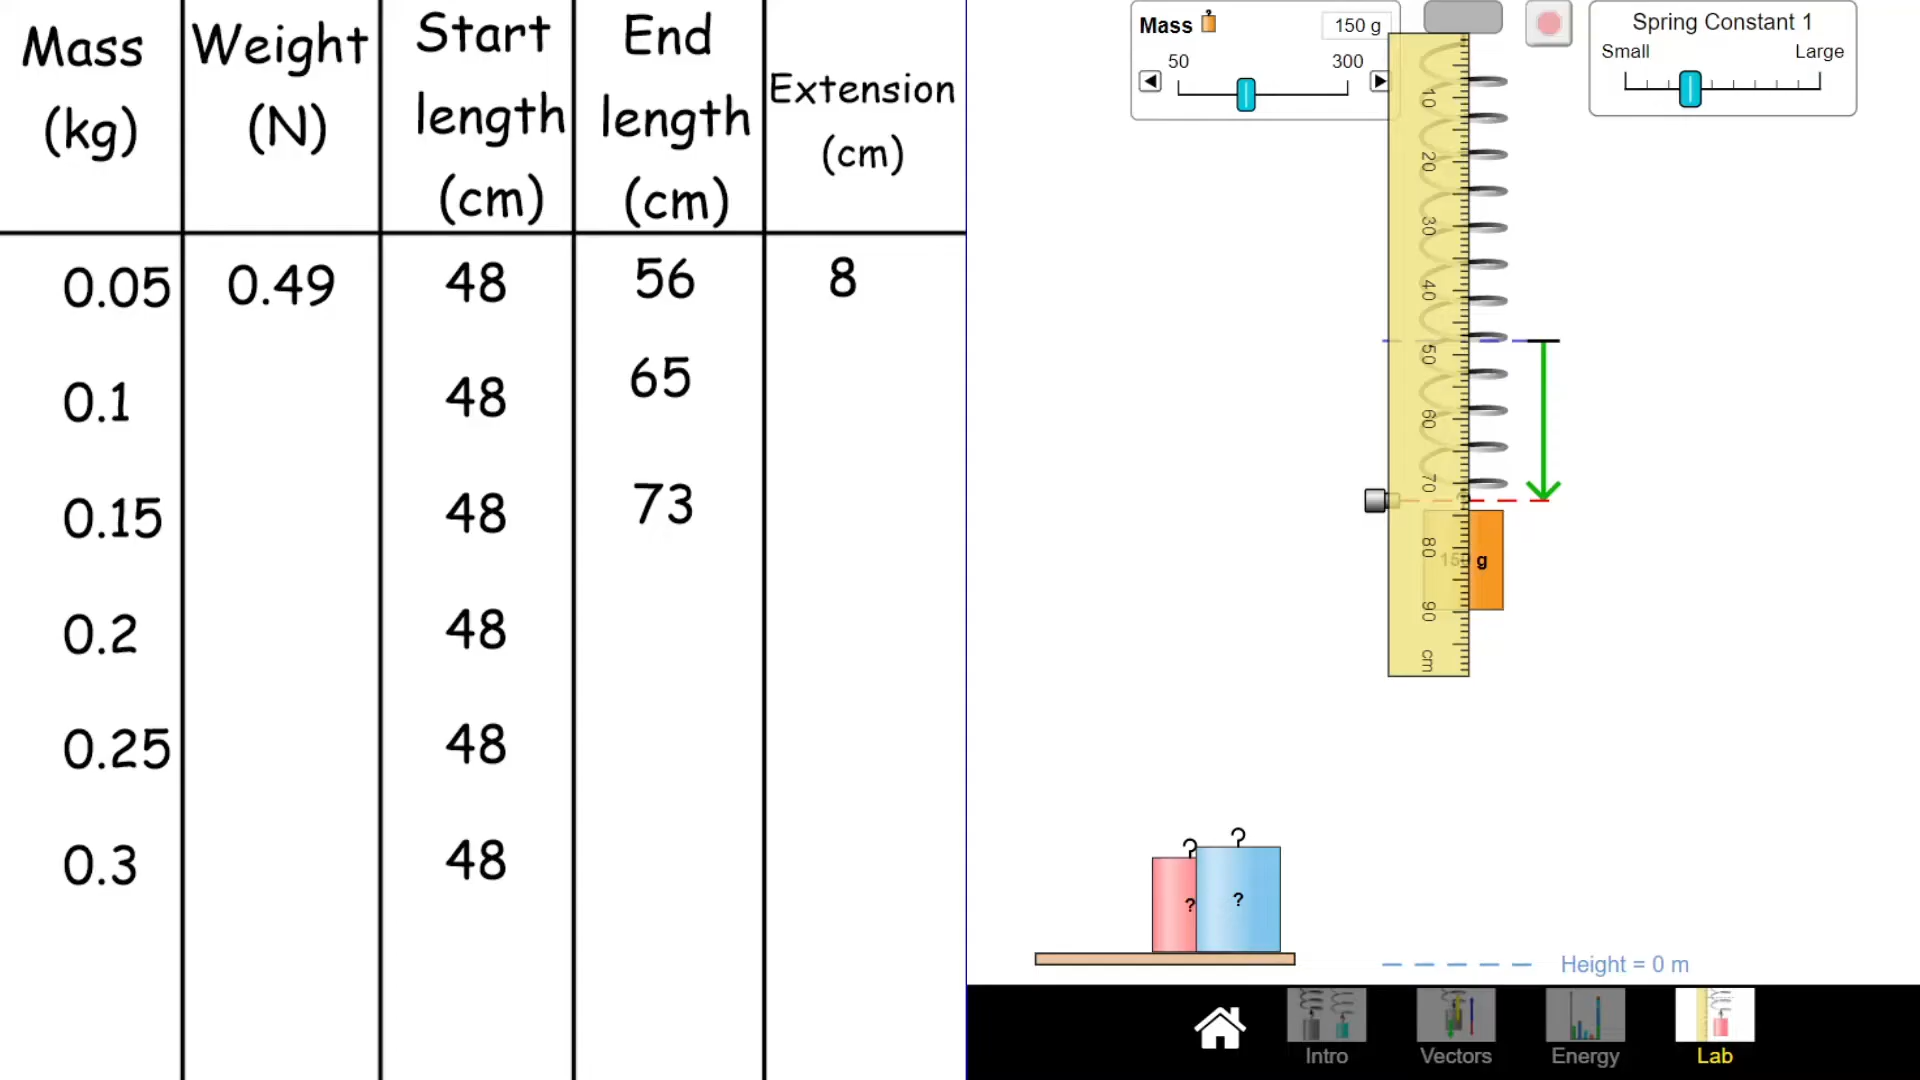 Mass
(kg)
Weight
(N)
Start
length
(cm)
End
length
(cm)
Extension
(cm)
0.05 0.49 48 56 8
0.1 48 65
0.15 48 73
0.2 48
0.25 48
0.3 48
Mass 150 g
50 300
Spring Constant 1
Small Large
10
20
30
40
50
60
70
80
90
cm
150 g
?
?
Height = 0 m
Intro
Vectors
Energy
Lab